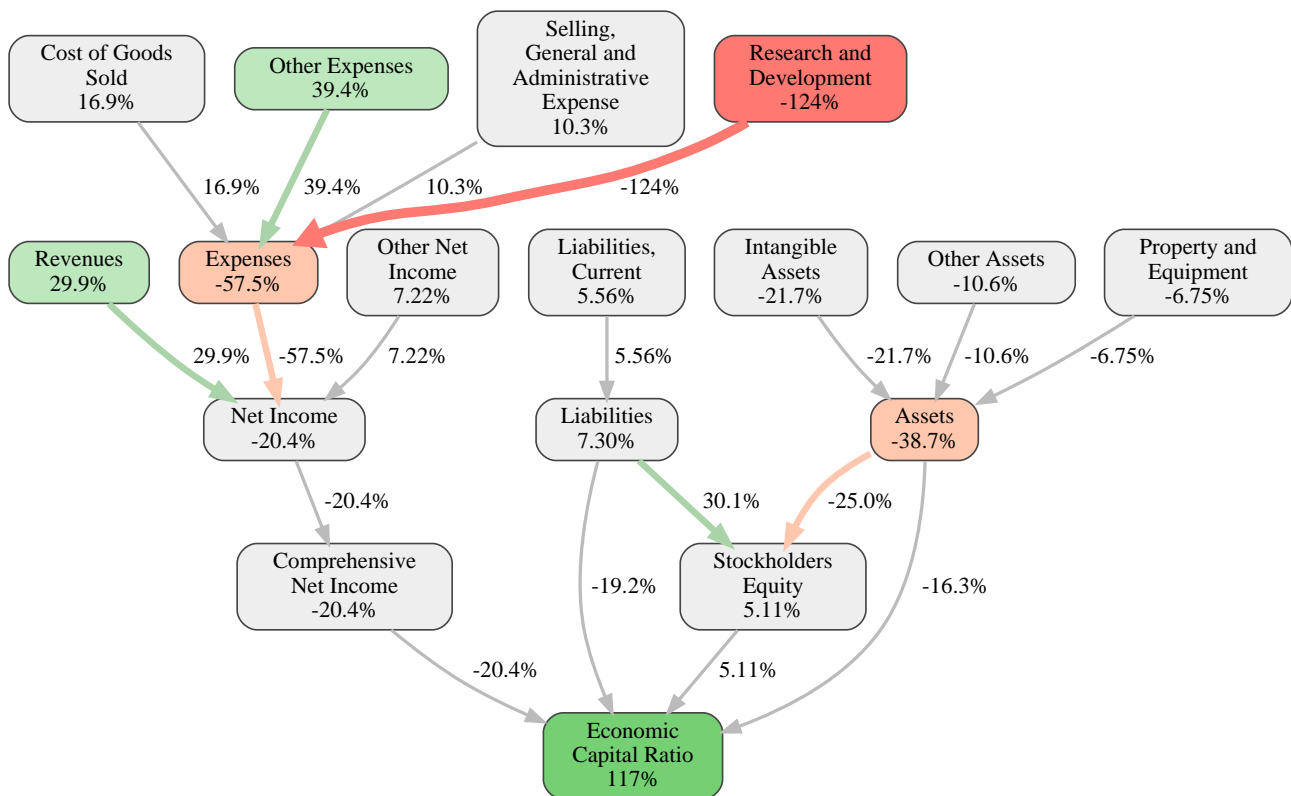 Cost of Goods
Sold
16.9%
Other Expenses
39.4%
Selling,
General and
Administrative
Expense
10.3%
Research and
Development
-124%
16.9%
39.4%
10.3%
-124%
Revenues
29.9%
Expenses
-57.5%
Other Net
Income
7.22%
Liabilities,
Current
5.56%
Intangible
Assets
-21.7%
Other Assets
-10.6%
Property and
Equipment
-6.75%
29.9%
-57.5%
7.22%
5.56%
-21.7%
-10.6%
-6.75%
Net Income
-20.4%
Liabilities
7.30%
Assets
-38.7%
-20.4%
30.1%
-25.0%
Comprehensive
Net Income
-20.4%
-19.2%
Stockholders
Equity
5.11%
-16.3%
-20.4%
5.11%
Economic
Capital Ratio
117%